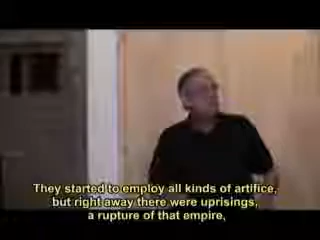 They started to employ all kinds of artifice,
but right away there were uprisings,
a rupture of that empire,